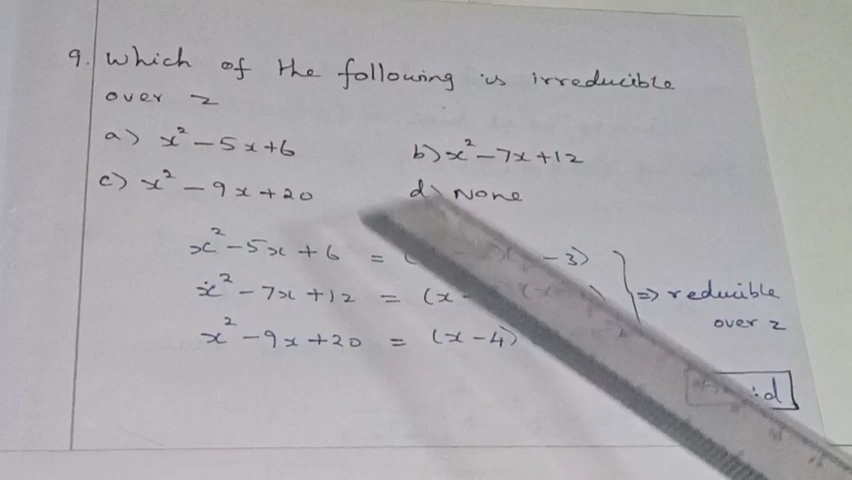 9. Which of the following is irreducible
over z
a) x² - 5x + 6 b) x² - 7x + 12
c) x² - 9x + 20 d) None
x² - 5x + 6 = ( - 3)
x² - 7x + 12 = (x - ) => reducible
over z
x² - 9x + 20 = (x - 4)
: d